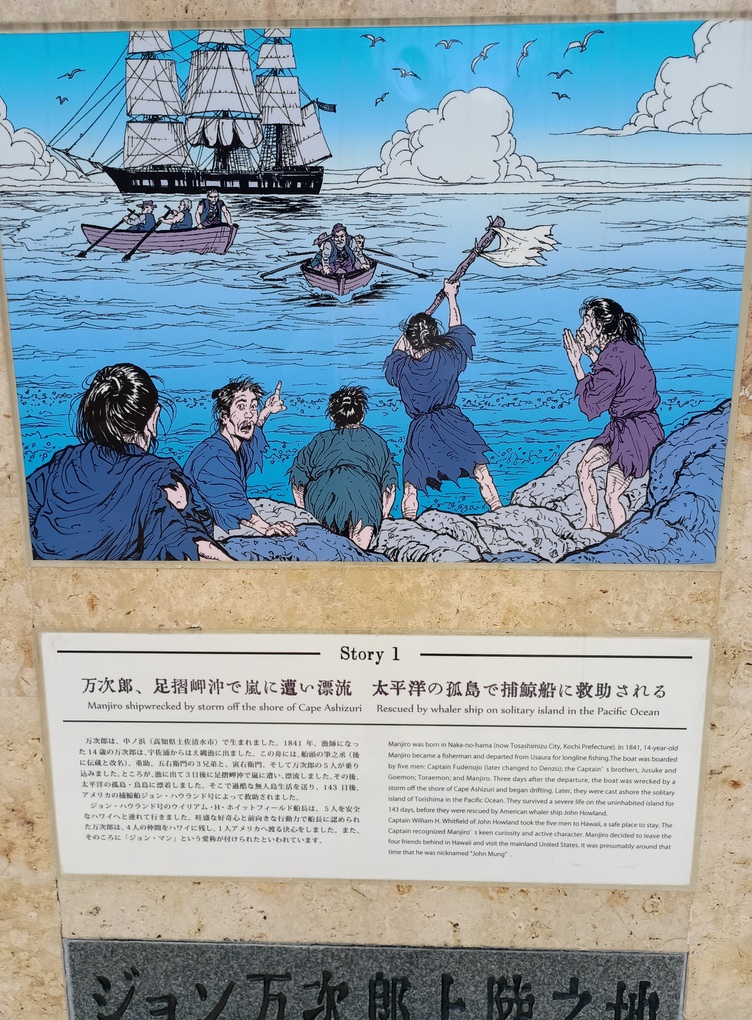 Story 1
万次郎、足摺岬沖で嵐に遭い漂流　太平洋の孤島で捕鯨船に救助される
Manjiro shipwrecked by storm off the shore of Cape Ashizuri　Rescued by whaler ship on solitary island in the Pacific Ocean
万次郎は、中ノ浜（高知県土佐清水市）で生まれました。1841年、漁師になっ
た14歳の万次郎は、宇佐浦からはえ縄漁に出ました。この舟には、船頭の筆之丞（後
に伝蔵と改名）、重助、五右衛門の3兄弟と、寅右衛門、そして万次郎の5人が乗り
込みました。ところが、漁に出て3日後に足摺岬沖で嵐に遭い、漂流しました。その後、
太平洋の孤島・鳥島に漂着しました。そこで過酷な無人島生活を送り、143日後、
アメリカの捕鯨船ジョン・ハウランド号によって救助されました。
　ジョン・ハウランド号のウイリアム・H・ホイットフィールド船長は、5人を安全
なハワイへと連れて行きました。旺盛な好奇心と前向きな行動力で船長に認められ
た万次郎は、4人の仲間をハワイに残し、1人アメリカへ渡る決心をしました。また、
そのころに「ジョン・マン」という愛称が付けられたといわれています。
Manjiro was born in Naka-no-hama (now Tosashimizu City, Kochi Prefecture). In 1841, 14-year-old
Manjiro became a fisherman and departed from Usaura for longline fishing.The boat was boarded
by five men: Captain Fudenojo (later changed to Denzo); the Captain's brothers, Jusuke and
Goemon; Toraemon; and Manjiro. Three days after the departure, the boat was wrecked by a
storm off the shore of Cape Ashizuri and began drifting. Later, they were cast ashore the solitary
island of Torishima in the Pacific Ocean. They survived a severe life on the uninhabited island for
143 days, before they were rescued by American whaler ship John Howland.
Captain William H. Whitfield of John Howland took the five men to Hawaii, a safe place to stay. The
Captain recognized Manjiro's keen curiosity and active character. Manjiro decided to leave the
four friends behind in Hawaii and visit the mainland United States. It was presumably around that
time that he was nicknamed "John Mung" .
ジョン万次郎上陸之地